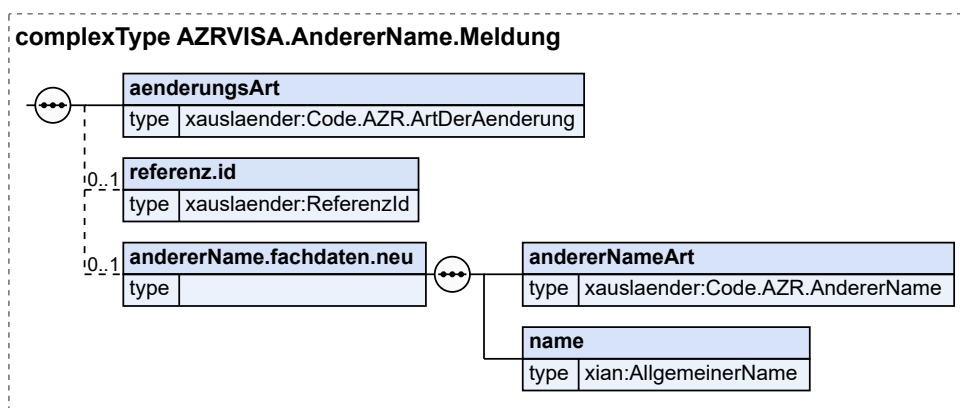 complexType AZRVISA.AndererName.Meldung
aenderungsArt
type xauslaender:Code.AZR.ArtDerAenderung
0..1 referenz.id
type xauslaender:ReferenzId
0..1 andererName.fachdaten.neu
type
andererNameArt
type xauslaender:Code.AZR.AndererName
name
type xian:AllgemeinerName